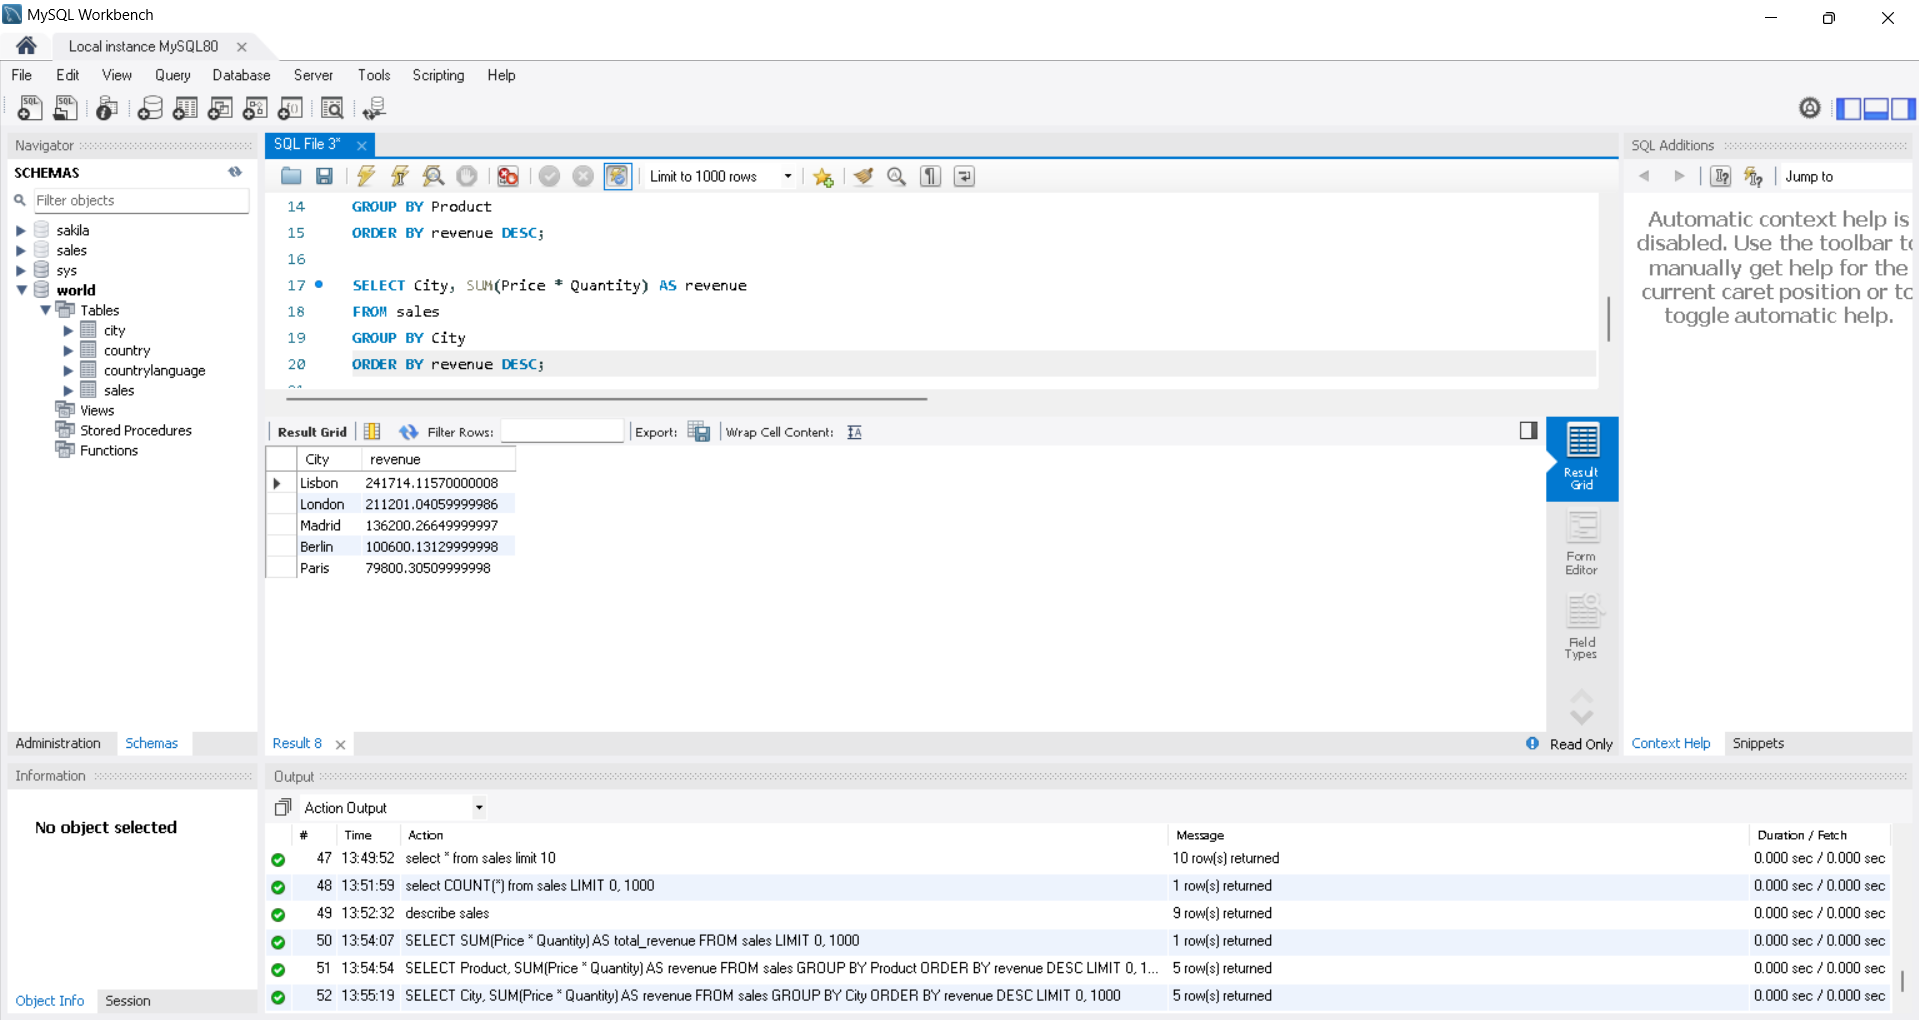 MySQL Workbench
Local instance MySQL80
File Edit View Query Database Server Tools Scripting Help
Navigator
SCHEMAS
Filter objects
sakila
sales
sys
world
Tables
city
country
countrylanguage
sales
Views
Stored Procedures
Functions
Administration Schemas
Information
No object selected
Object Info Session
SQL File 3*
Limit to 1000 rows
14 GROUP BY Product
15 ORDER BY revenue DESC;
16
17 SELECT City, SUM(Price * Quantity) AS revenue
18 FROM sales
19 GROUP BY City
20 ORDER BY revenue DESC;
Result Grid Filter Rows: Export: Wrap Cell Content:
City revenue
Lisbon 241714.11570000008
London 211201.04059999986
Madrid 136200.26649999997
Berlin 100600.13129999998
Paris 79800.30509999998
Result Grid
Form Editor
Field Types
Result 8
Read Only
SQL Additions
Jump to
Automatic context help is
disabled. Use the toolbar to
manually get help for the
current caret position or to
toggle automatic help.
Context Help Snippets
Output
Action Output
# Time Action Message Duration / Fetch
47 13:49:52 select * from sales limit 10 10 row(s) returned 0.000 sec / 0.000 sec
48 13:51:59 select COUNT(*) from sales LIMIT 0, 1000 1 row(s) returned 0.000 sec / 0.000 sec
49 13:52:32 describe sales 9 row(s) returned 0.000 sec / 0.000 sec
50 13:54:07 SELECT SUM(Price * Quantity) AS total_revenue FROM sales LIMIT 0, 1000 1 row(s) returned 0.000 sec / 0.000 sec
51 13:54:54 SELECT Product, SUM(Price * Quantity) AS revenue FROM sales GROUP BY Product ORDER BY revenue DESC LIMIT 0, 1... 5 row(s) returned 0.000 sec / 0.000 sec
52 13:55:19 SELECT City, SUM(Price * Quantity) AS revenue FROM sales GROUP BY City ORDER BY revenue DESC LIMIT 0, 1000 5 row(s) returned 0.000 sec / 0.000 sec